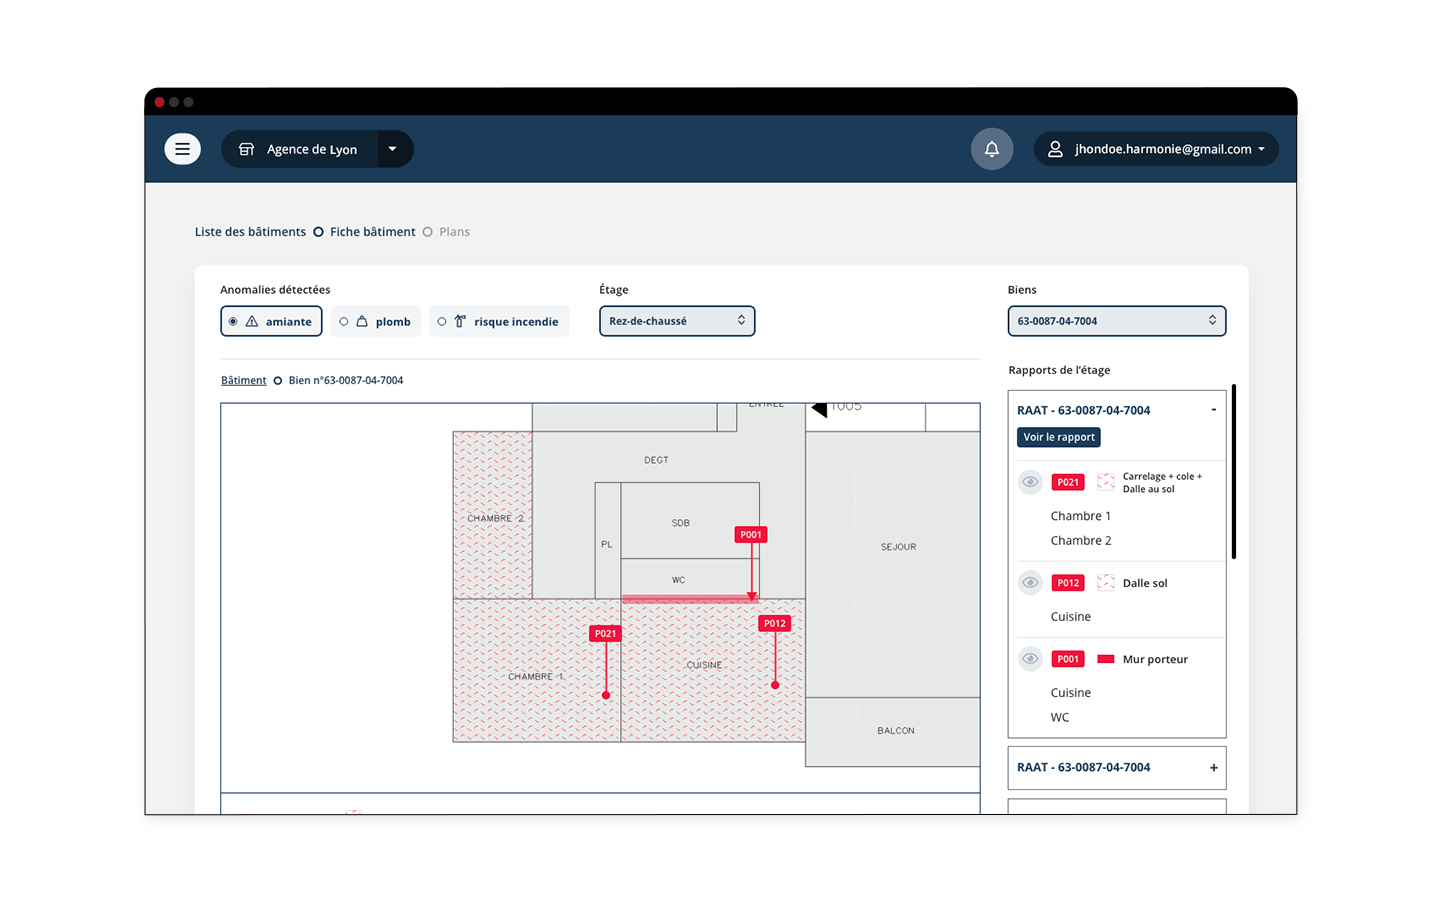 Agence de Lyon
jhondoe.harmonie@gmail.com
Liste des bâtiments
Fiche bâtiment
Plans
Anomalies détectées
Étage
Biens
amiante
plomb
risque incendie
Rez-de-chaussé
63-0087-04-7004
Bâtiment
Bien n°63-0087-04-7004
Rapports de l'étage
ENTREE
1005
DEGT
CHAMBRE 2
SDB
P001
PL
SEJOUR
WC
P021
P012
CUISINE
CHAMBRE 1
BALCON
RAAT - 63-0087-04-7004
-
Voir le rapport
P021
Carrelage + cole +
Dalle au sol
Chambre 1
Chambre 2
P012
Dalle sol
Cuisine
P001
Mur porteur
Cuisine
WC
RAAT - 63-0087-04-7004
+